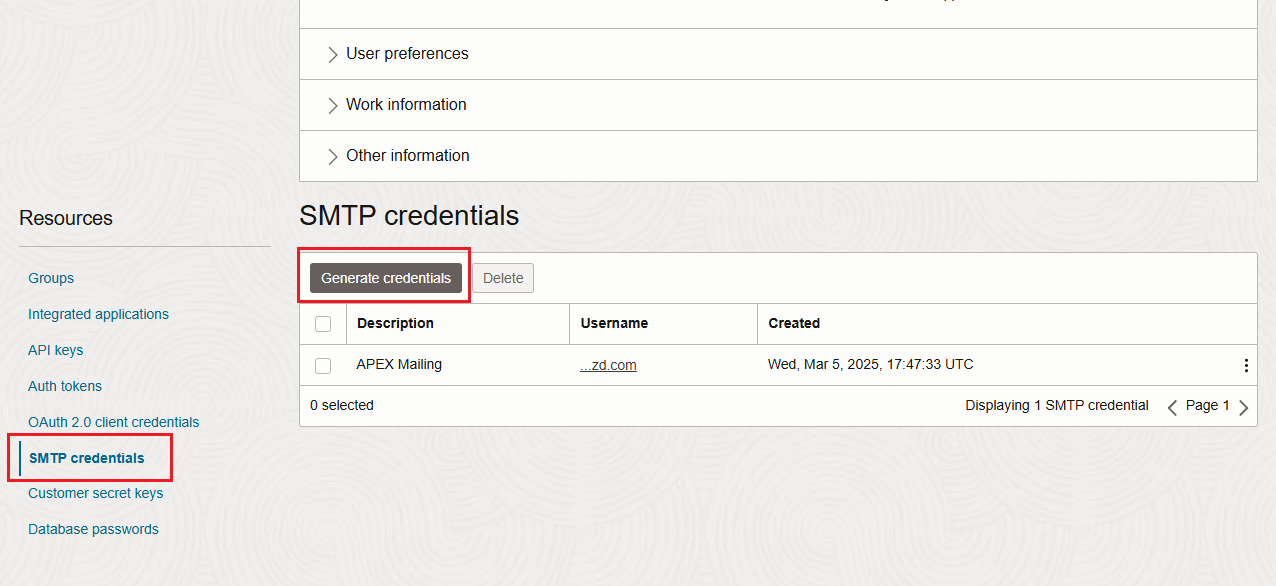 User preferences
Work information
Other information
Resources
Groups
Integrated applications
API keys
Auth tokens
OAuth 2.0 client credentials
SMTP credentials
Customer secret keys
Database passwords
SMTP credentials
Generate credentials Delete
Description Username Created
APEX Mailing ...zd.com Wed, Mar 5, 2025, 17:47:33 UTC
0 selected Displaying 1 SMTP credential Page 1